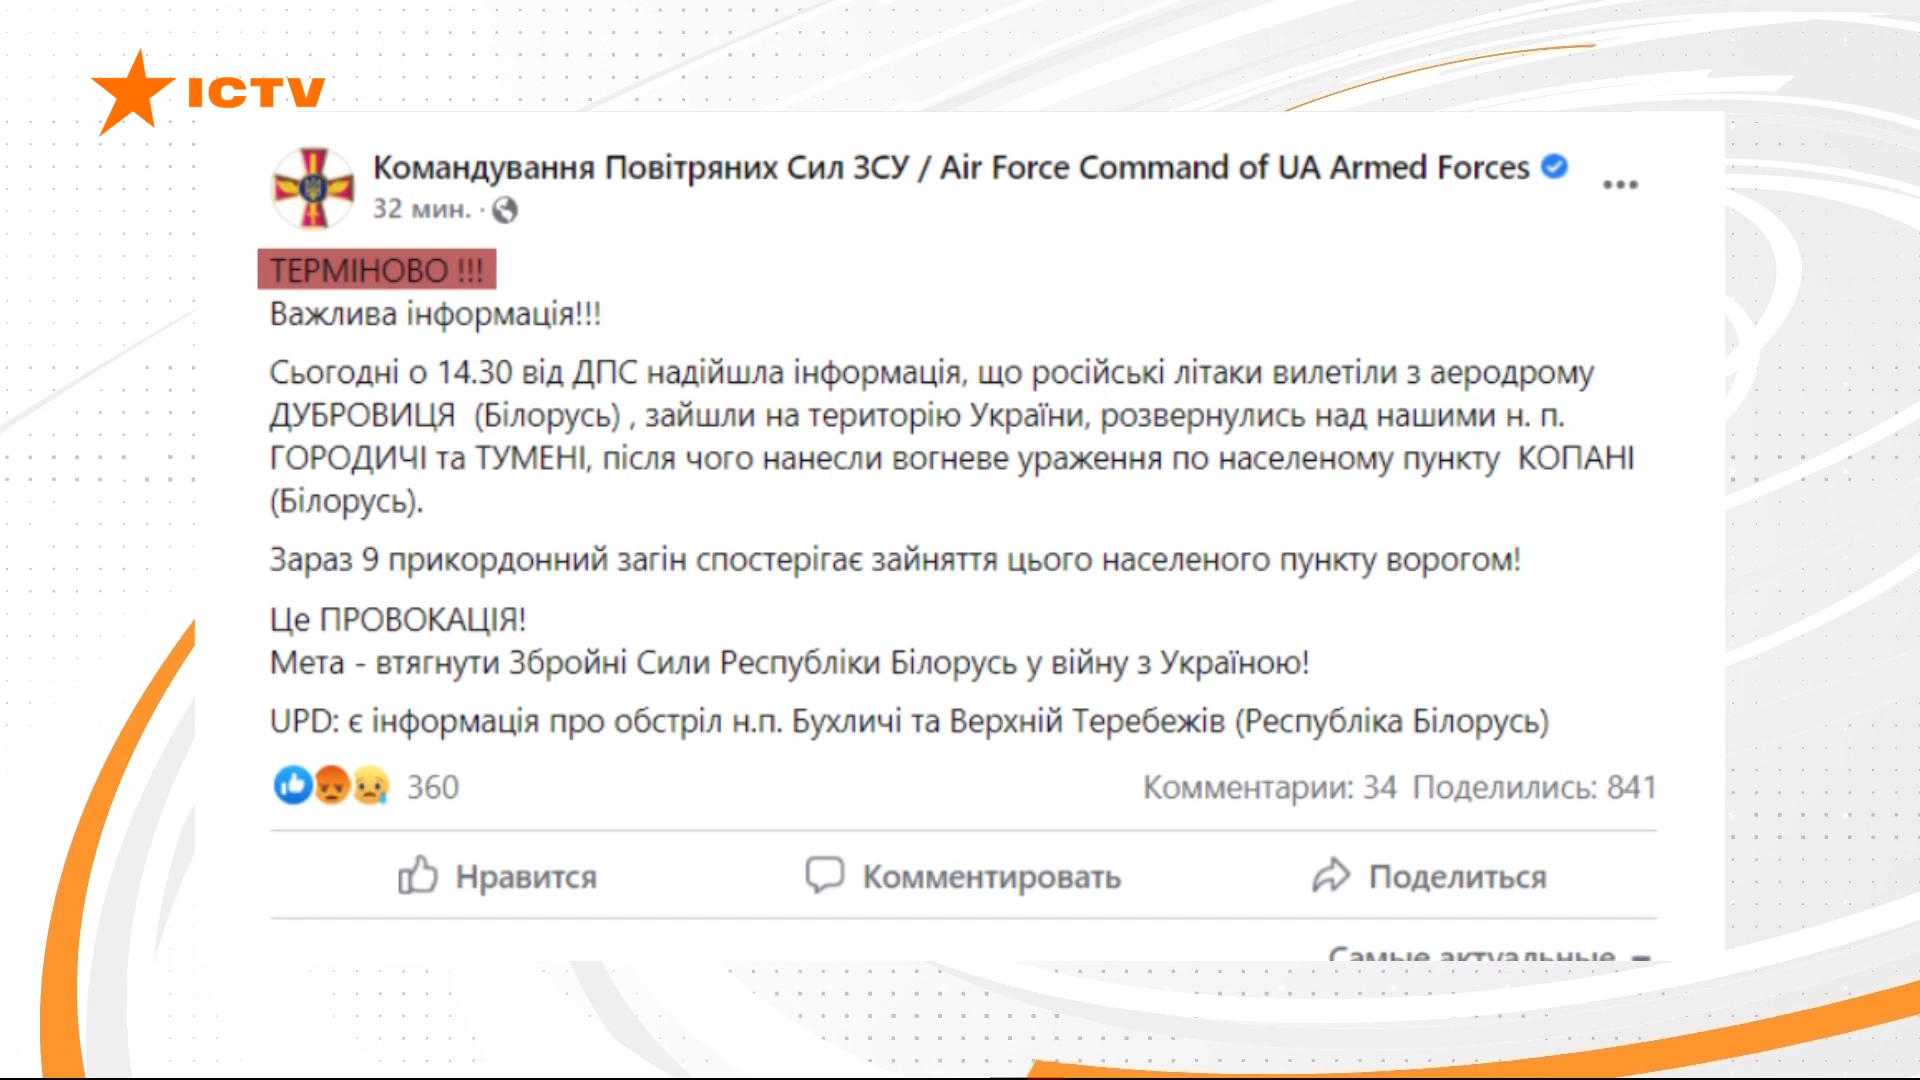 ICTV
Командування Повітряних Сил ЗСУ / Air Force Command of UA Armed Forces
32 мин. ·
ТЕРМІНОВО !!!
Важлива інформація!!!
Сьогодні о 14.30 від ДПС надійшла інформація, що російські літаки вилетіли з аеродрому
ДУБРОВИЦЯ (Білорусь) , зайшли на територію України, розвернулись над нашими н. п.
ГОРОДИЧІ та ТУМЕНІ, після чого нанесли вогневе ураження по населеному пункту КОПАНІ
(Білорусь).
Зараз 9 прикордонний загін спостерігає зайняття цього населеного пункту ворогом!
Це ПРОВОКАЦІЯ!
Мета - втягнути Збройні Сили Республіки Білорусь у війну з Україною!
UPD: є інформація про обстріл н.п. Бухличі та Верхній Теребежів (Республіка Білорусь)
360 Комментарии: 34 Поделились: 841
Нравится Комментировать Поделиться
Самые актуальные